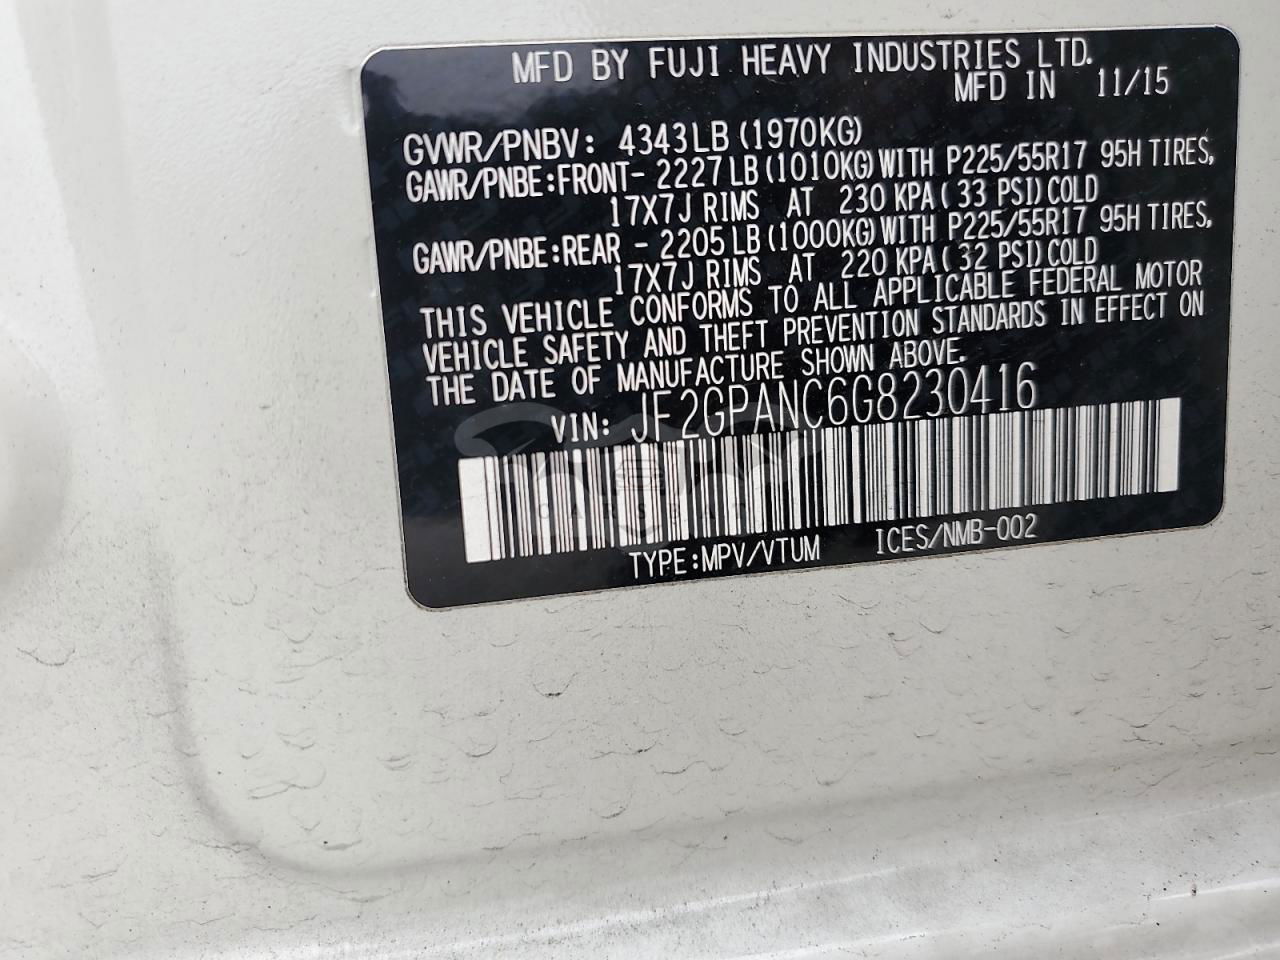 MFD BY FUJI HEAVY INDUSTRIES LTD.
MFD IN 11/15
GVWR/PNBV: 4343LB (1970KG)
GAWR/PNBE:FRONT- 2227LB (1010KG) WITH P225/55R17 95H TIRES,
17X7J RIMS AT 230 KPA (33 PSI) COLD
GAWR/PNBE:REAR - 2205LB (1000KG) WITH P225/55R17 95H TIRES,
17X7J RIMS AT 220 KPA (32 PSI) COLD
THIS VEHICLE CONFORMS TO ALL APPLICABLE FEDERAL MOTOR
VEHICLE SAFETY AND THEFT PREVENTION STANDARDS IN EFFECT ON
THE DATE OF MANUFACTURE SHOWN ABOVE.
VIN: JF2GPANC6G8230416
TYPE:MPV/VTUM ICES/NMB-002